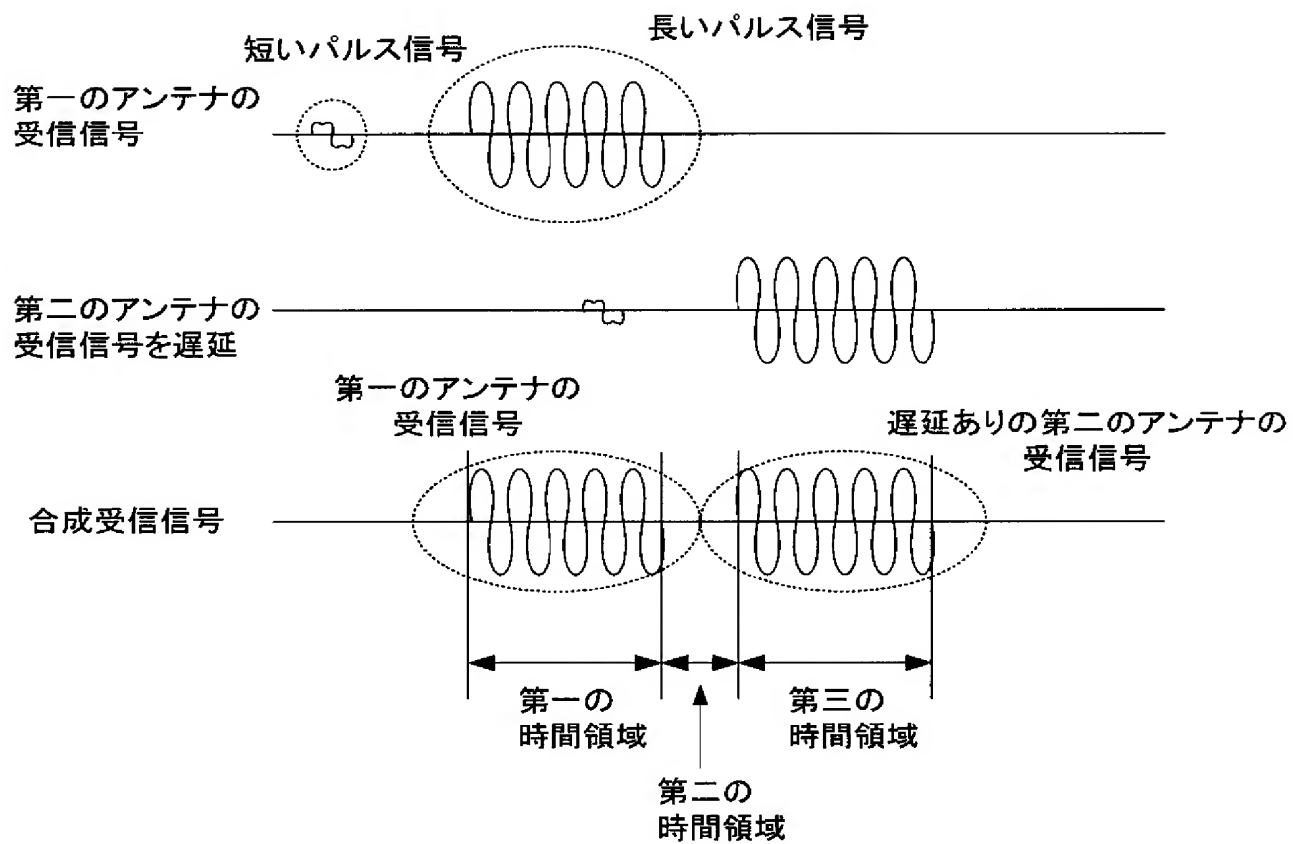 短いパルス信号
長いパルス信号
第一のアンテナの
受信信号
第二のアンテナの
受信信号を遅延
第一のアンテナの
受信信号
遅延ありの第二のアンテナの
受信信号
合成受信信号
第一の
時間領域
第三の
時間領域
第二の
時間領域